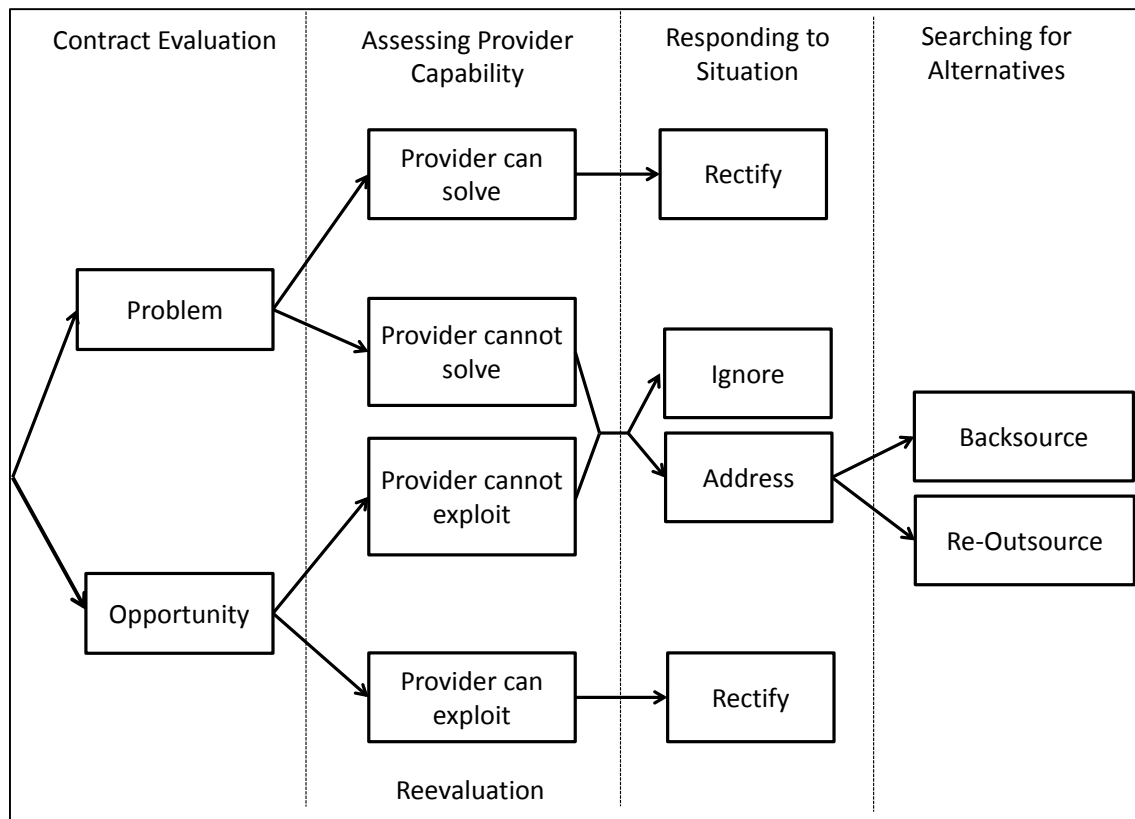 Contract Evaluation
Assessing Provider
Capability
Responding to
Situation
Searching for
Alternatives
Provider can
solve
Rectify
Problem
Provider cannot
solve
Ignore
Provider cannot
exploit
Address
Backsource
Re-Outsource
Opportunity
Provider can
exploit
Rectify
Reevaluation